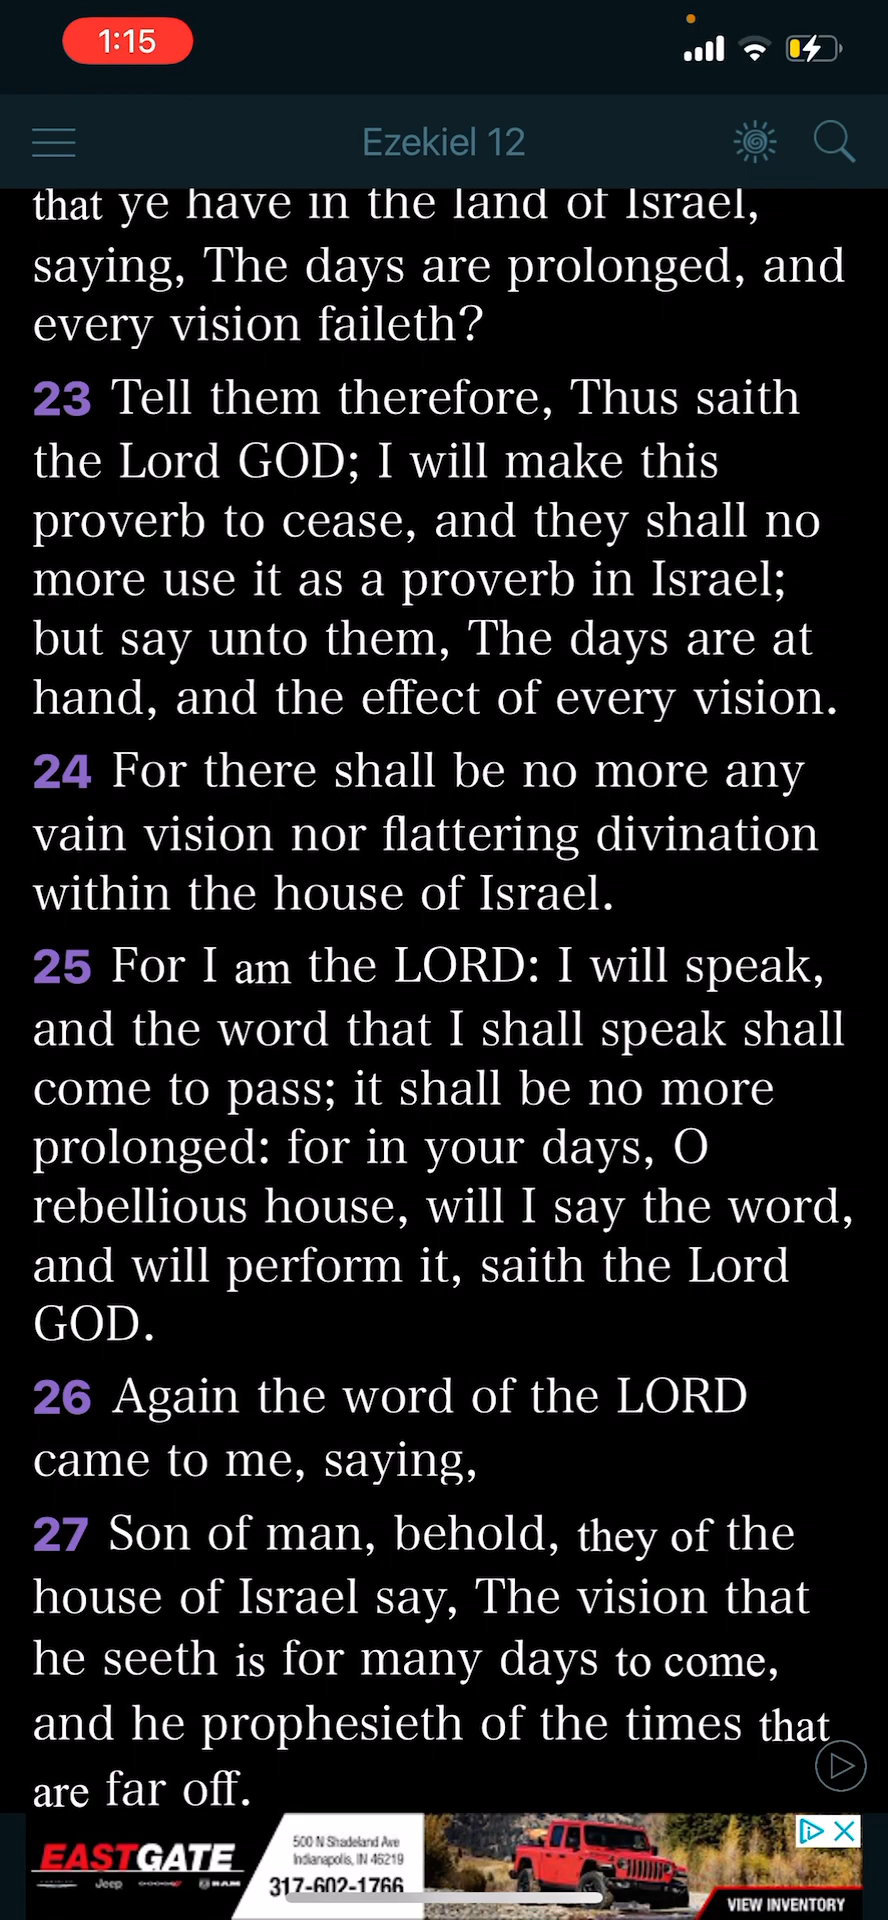 1:15
Ezekiel 12
that ye have in the land of Israel,
saying, The days are prolonged, and
every vision faileth?
23 Tell them therefore, Thus saith
the Lord GOD; I will make this
proverb to cease, and they shall no
more use it as a proverb in Israel;
but say unto them, The days are at
hand, and the effect of every vision.
24 For there shall be no more any
vain vision nor flattering divination
within the house of Israel.
25 For I am the LORD: I will speak,
and the word that I shall speak shall
come to pass; it shall be no more
prolonged: for in your days, O
rebellious house, will I say the word,
and will perform it, saith the Lord
GOD.
26 Again the word of the LORD
came to me, saying,
27 Son of man, behold, they of the
house of Israel say, The vision that
he seeth is for many days to come,
and he prophesieth of the times that
are far off.
EASTGATE
Jeep
RAM
500 N Shadeland Ave
Indianapolis, IN 46219
317-602-1766
VIEW INVENTORY